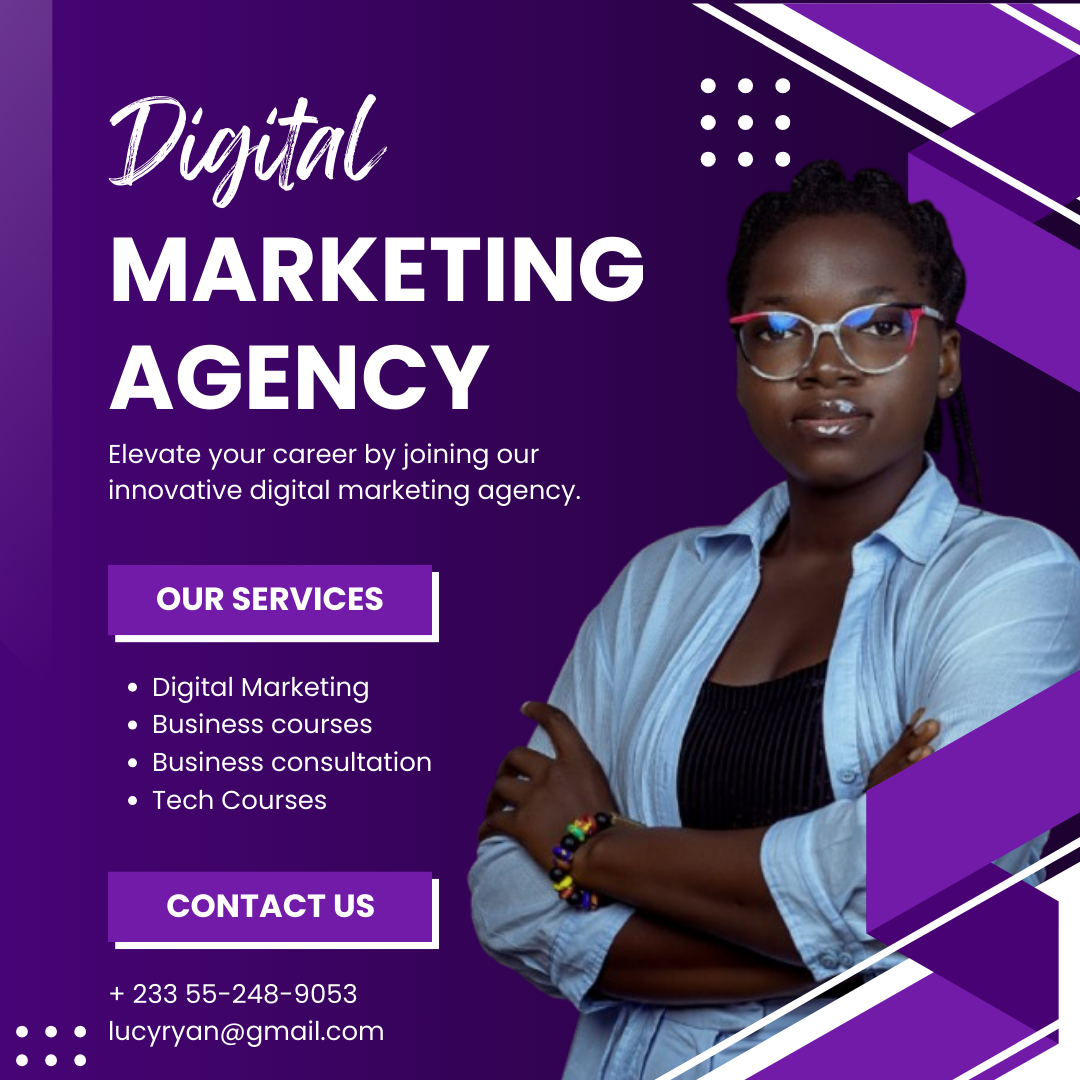 Digital
MARKETING
AGENCY
Elevate your career by joining our
innovative digital marketing agency.
OUR SERVICES
• Digital Marketing
• Business courses
• Business consultation
• Tech Courses
CONTACT US
+ 233 55-248-9053
lucyryan@gmail.com